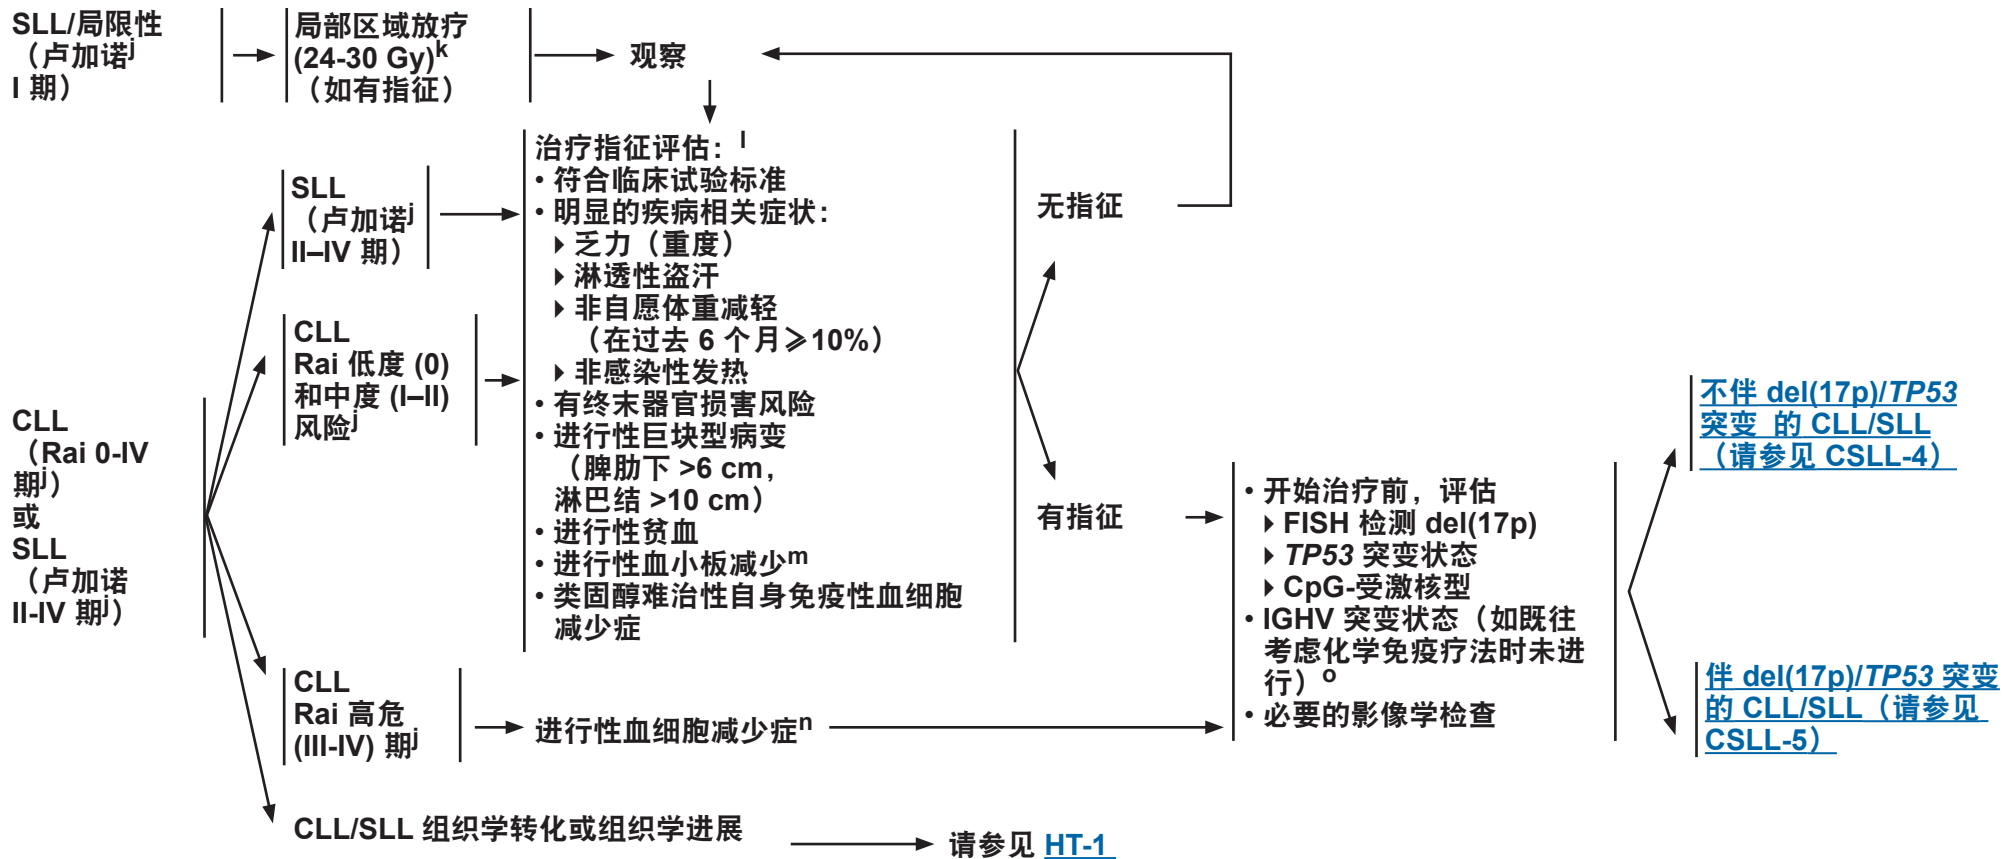 SLL/局限性
（卢加诺j
I 期）
局部区域放疗
(24-30 Gy)k
（如有指征）
观察
SLL
（卢加诺j
II–IV 期）
CLL
Rai 低度 (0)
和中度 (I–II)
风险j
CLL
（Rai 0-IV
期j）
或
SLL
（卢加诺
II-IV 期j）
治疗指征评估：l
• 符合临床试验标准
• 明显的疾病相关症状：
▸ 乏力（重度）
▸ 淋透性盗汗
▸ 非自愿体重减轻
（在过去 6 个月≥10%）
▸ 非感染性发热
• 有终末器官损害风险
• 进行性巨块型病变
（脾肋下 >6 cm，
淋巴结 >10 cm）
• 进行性贫血
• 进行性血小板减少m
• 类固醇难治性自身免疫性血细胞
减少症
无指征
有指征
CLL
Rai 高危
(III-IV) 期j
进行性血细胞减少症n
• 开始治疗前，评估
▸ FISH 检测 del(17p)
▸ TP53 突变状态
▸ CpG-受激核型
• IGHV 突变状态（如既往
考虑化学免疫疗法时未进
行）o
• 必要的影像学检查
不伴 del(17p)/TP53
突变 的 CLL/SLL
（请参见 CSLL-4）
伴 del(17p)/TP53 突变
的 CLL/SLL（请参见
CSLL-5）
CLL/SLL 组织学转化或组织学进展
请参见 HT-1